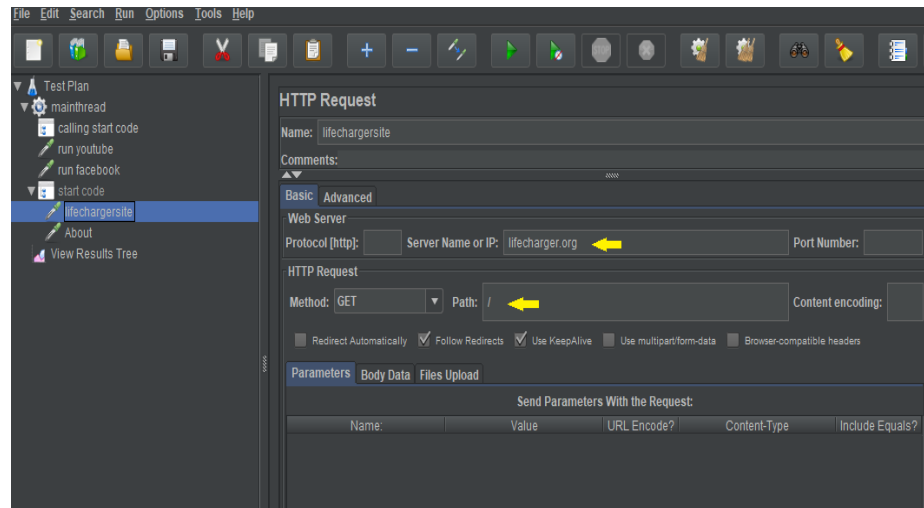 File Edit Search Run Options Tools Help
Test Plan
mainthread
calling start code
run youtube
run facebook
start code
lifechargersite
About
View Results Tree
HTTP Request
Name: lifechargersite
Comments:
Basic Advanced
Web Server
Protocol [http]: Server Name or IP: lifecharger.org Port Number:
HTTP Request
Method: GET Path: / Content encoding:
Redirect Automatically Follow Redirects Use KeepAlive Use multipart/form-data Browser-compatible headers
Parameters Body Data Files Upload
Send Parameters With the Request:
Name: Value URL Encode? Content-Type Include Equals?